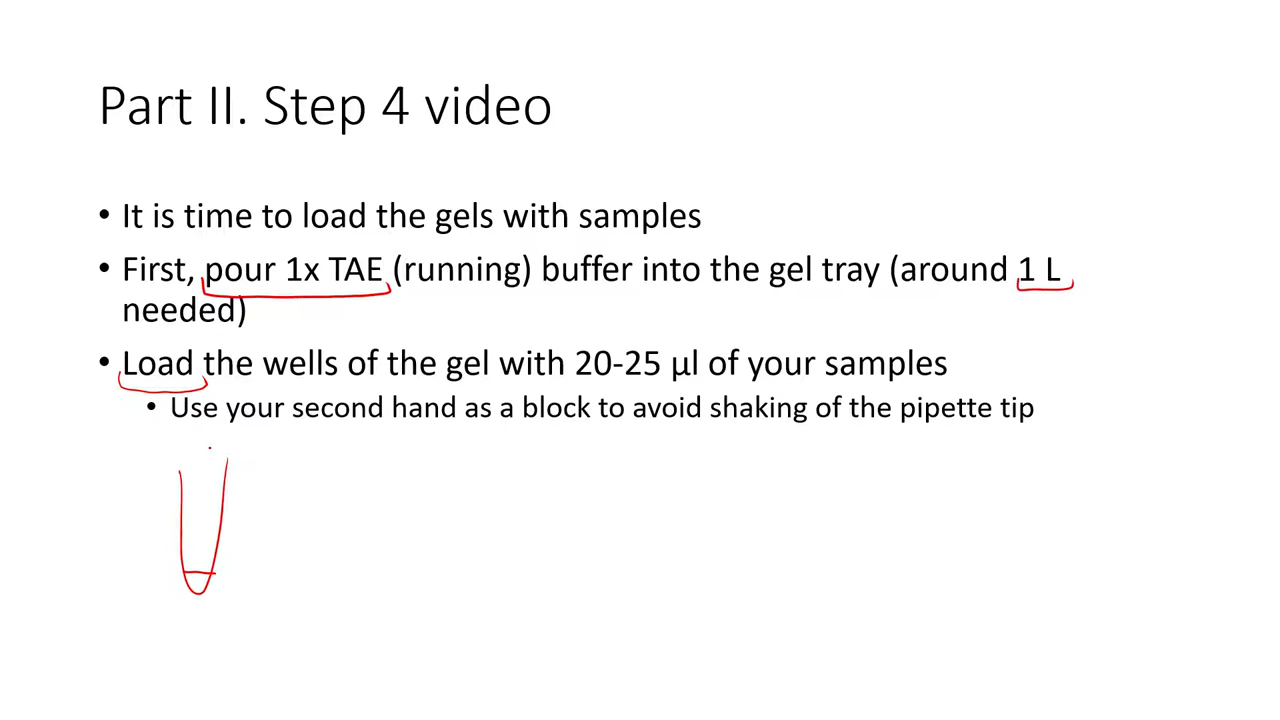 Part II. Step 4 video
• It is time to load the gels with samples
• First, pour 1x TAE (running) buffer into the gel tray (around 1 L
needed)
• Load the wells of the gel with 20-25 µl of your samples
• Use your second hand as a block to avoid shaking of the pipette tip